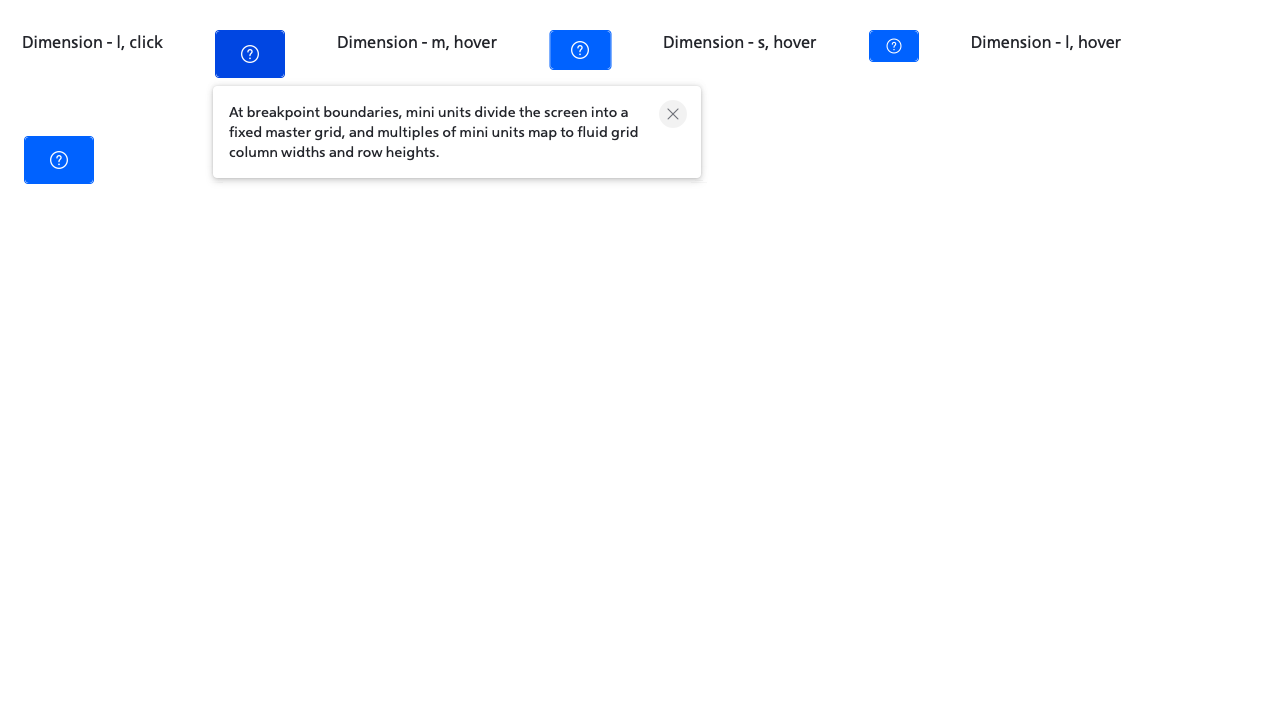 Dimension - l, click
Dimension - m, hover
Dimension - s, hover
Dimension - l, hover
At breakpoint boundaries, mini units divide the screen into a
fixed master grid, and multiples of mini units map to fluid grid
column widths and row heights.